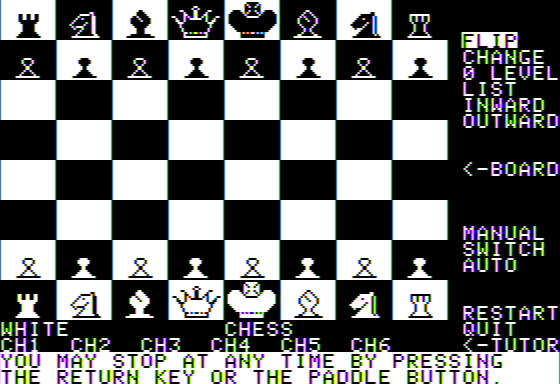 FLIP
CHANGE
0 LEVEL
LIST
INWARD
OUTWARD
<-BOARD
MANUAL
SWITCH
AUTO
RESTART
WHITE CHESS QUIT
CH1 CH2 CH3 CH4 CH5 CH6 <-TUTOR
YOU MAY STOP AT ANY TIME BY PRESSING
THE RETURN KEY OR THE PADDLE BUTTON.